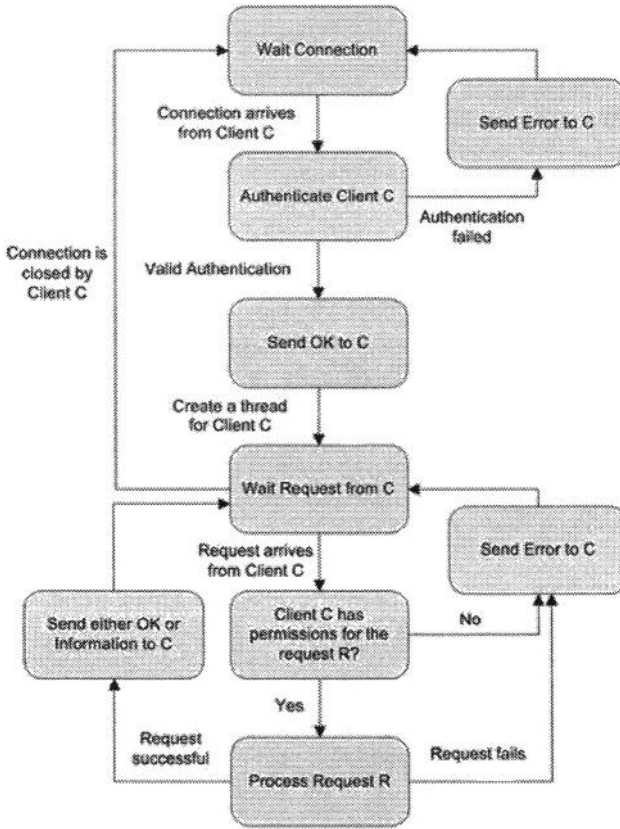 Wait Connection
Connection arrives
from Client C
Send Error to C
Authenticate Client C
Authentication
failed
Connection is
closed by
Client C
Valid Authentication
Send OK to C
Create a thread
for Client C
Wait Request from C
Request arrives
from Client C
Send Error to C
Send either OK or
Information to C
Client C has
permissions for the
request R?
No
Yes
Request
successful
Process Request R
Request fails